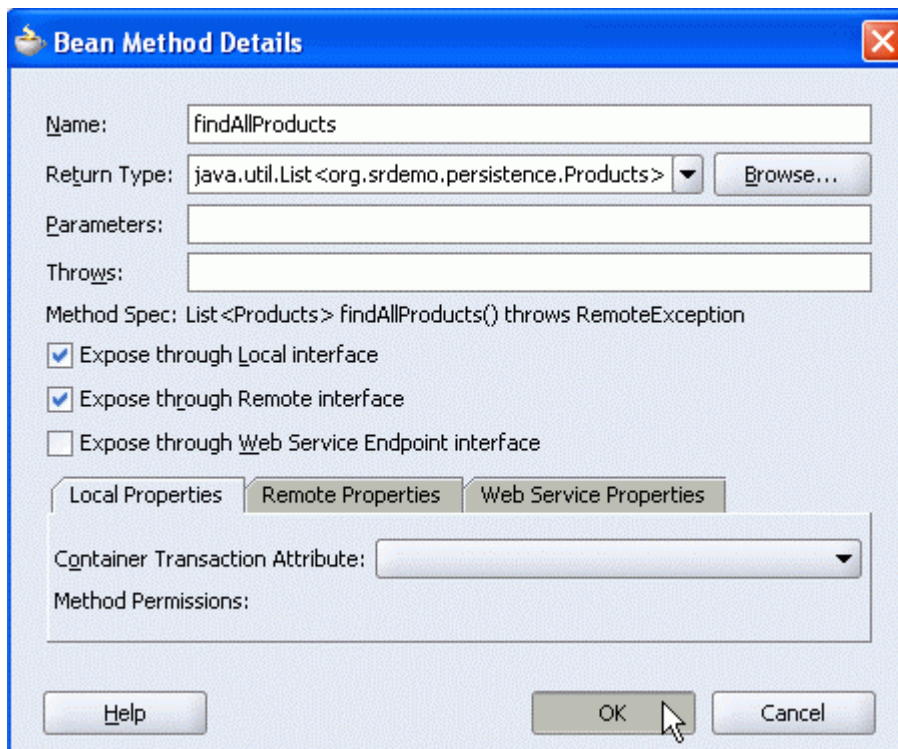 Bean Method Details
Name: findAllProducts
Return Type: java.util.List<org.srdemo.persistence.Products> Browse...
Parameters:
Throws:
Method Spec: List<Products> findAllProducts() throws RemoteException
Expose through Local interface
Expose through Remote interface
Expose through Web Service Endpoint interface
Local Properties Remote Properties Web Service Properties
Container Transaction Attribute:
Method Permissions:
Help OK Cancel